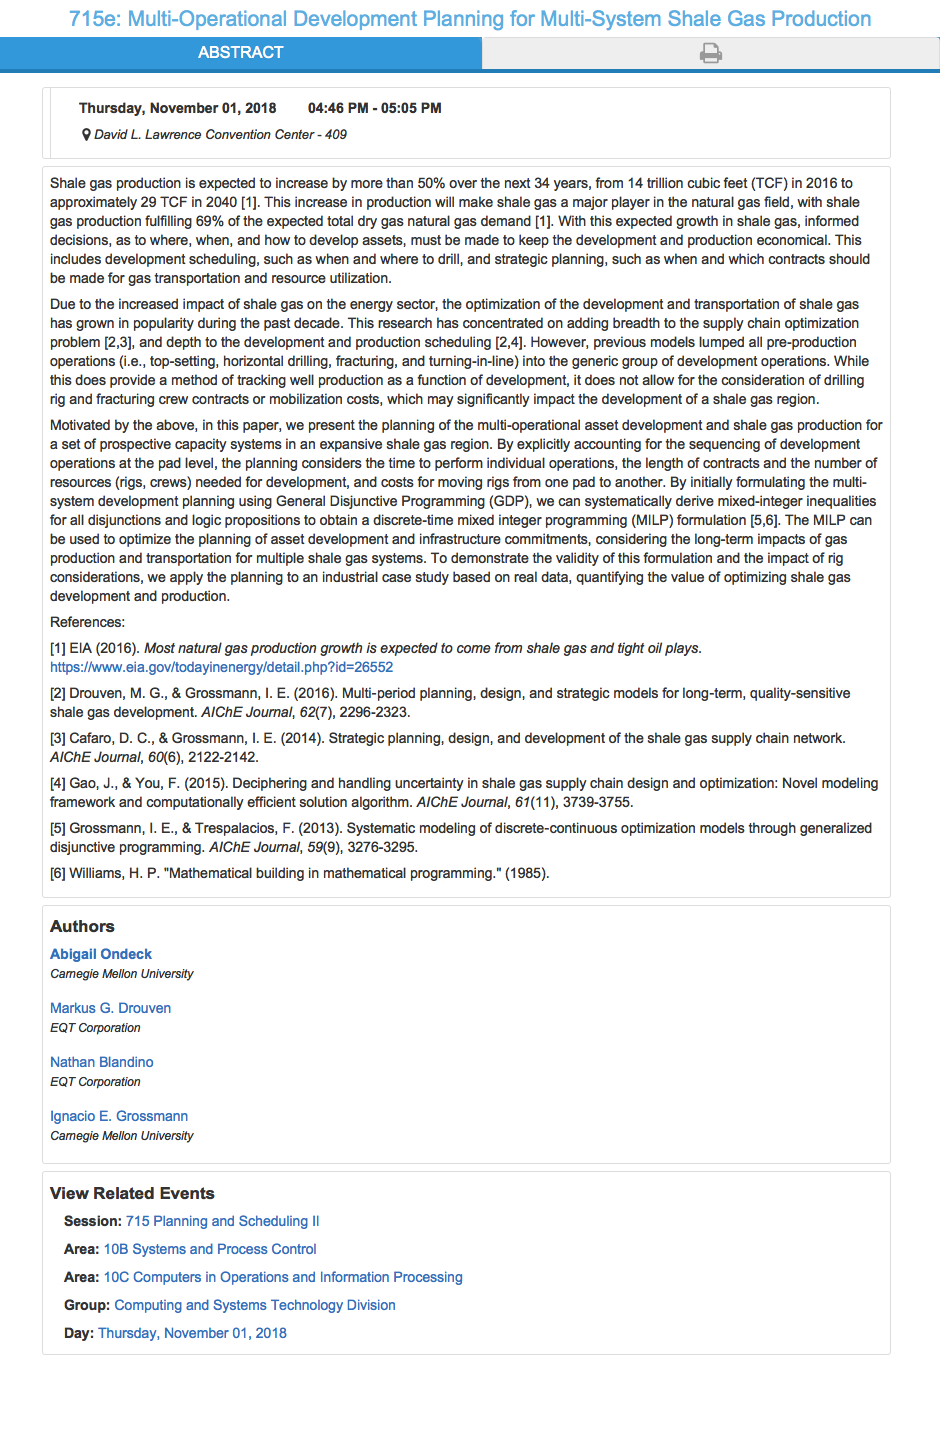 715e: Multi-Operational Development Planning for Multi-System Shale Gas Production
ABSTRACT
Thursday, November 01, 2018 04:46 PM - 05:05 PM
David L. Lawrence Convention Center - 409
Shale gas production is expected to increase by more than 50% over the next 34 years, from 14 trillion cubic feet (TCF) in 2016 to
approximately 29 TCF in 2040 [1]. This increase in production will make shale gas a major player in the natural gas field, with shale
gas production fulfilling 69% of the expected total dry gas natural gas demand [1]. With this expected growth in shale gas, informed
decisions, as to where, when, and how to develop assets, must be made to keep the development and production economical. This
includes development scheduling, such as when and where to drill, and strategic planning, such as when and which contracts should
be made for gas transportation and resource utilization.
Due to the increased impact of shale gas on the energy sector, the optimization of the development and transportation of shale gas
has grown in popularity during the past decade. This research has concentrated on adding breadth to the supply chain optimization
problem [2,3], and depth to the development and production scheduling [2,4]. However, previous models lumped all pre-production
operations (i.e., top-setting, horizontal drilling, fracturing, and turning-in-line) into the generic group of development operations. While
this does provide a method of tracking well production as a function of development, it does not allow for the consideration of drilling
rig and fracturing crew contracts or mobilization costs, which may significantly impact the development of a shale gas region.
Motivated by the above, in this paper, we present the planning of the multi-operational asset development and shale gas production for
a set of prospective capacity systems in an expansive shale gas region. By explicitly accounting for the sequencing of development
operations at the pad level, the planning considers the time to perform individual operations, the length of contracts and the number of
resources (rigs, crews) needed for development, and costs for moving rigs from one pad to another. By initially formulating the multi-
system development planning using General Disjunctive Programming (GDP), we can systematically derive mixed-integer inequalities
for all disjunctions and logic propositions to obtain a discrete-time mixed integer programming (MILP) formulation [5,6]. The MILP can
be used to optimize the planning of asset development and infrastructure commitments, considering the long-term impacts of gas
production and transportation for multiple shale gas systems. To demonstrate the validity of this formulation and the impact of rig
considerations, we apply the planning to an industrial case study based on real data, quantifying the value of optimizing shale gas
development and production.
References:
[1] EIA (2016). Most natural gas production growth is expected to come from shale gas and tight oil plays.
https://www.eia.gov/todayinenergy/detail.php?id=26552
[2] Drouven, M. G., & Grossmann, I. E. (2016). Multi-period planning, design, and strategic models for long-term, quality-sensitive
shale gas development. AIChE Journal, 62(7), 2296-2323.
[3] Cafaro, D. C., & Grossmann, I. E. (2014). Strategic planning, design, and development of the shale gas supply chain network.
AIChE Journal, 60(6), 2122-2142.
[4] Gao, J., & You, F. (2015). Deciphering and handling uncertainty in shale gas supply chain design and optimization: Novel modeling
framework and computationally efficient solution algorithm. AIChE Journal, 61(11), 3739-3755.
[5] Grossmann, I. E., & Trespalacios, F. (2013). Systematic modeling of discrete-continuous optimization models through generalized
disjunctive programming. AIChE Journal, 59(9), 3276-3295.
[6] Williams, H. P. "Mathematical building in mathematical programming." (1985).
Authors
Abigail Ondeck
Carnegie Mellon University
Markus G. Drouven
EQT Corporation
Nathan Blandino
EQT Corporation
Ignacio E. Grossmann
Carnegie Mellon University
View Related Events
Session: 715 Planning and Scheduling II
Area: 10B Systems and Process Control
Area: 10C Computers in Operations and Information Processing
Group: Computing and Systems Technology Division
Day: Thursday, November 01, 2018